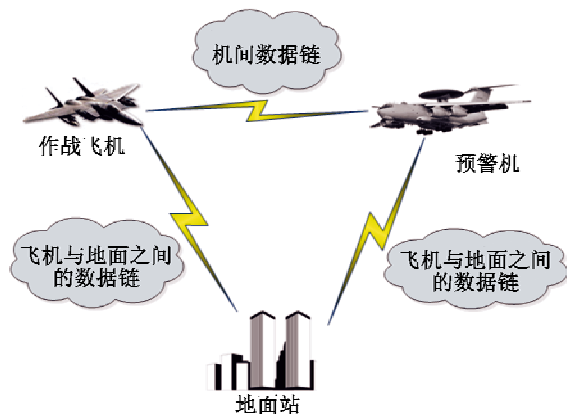 机间数据链
作战飞机
预警机
飞机与地面之间
的数据链
飞机与地面之间
的数据链
地面站